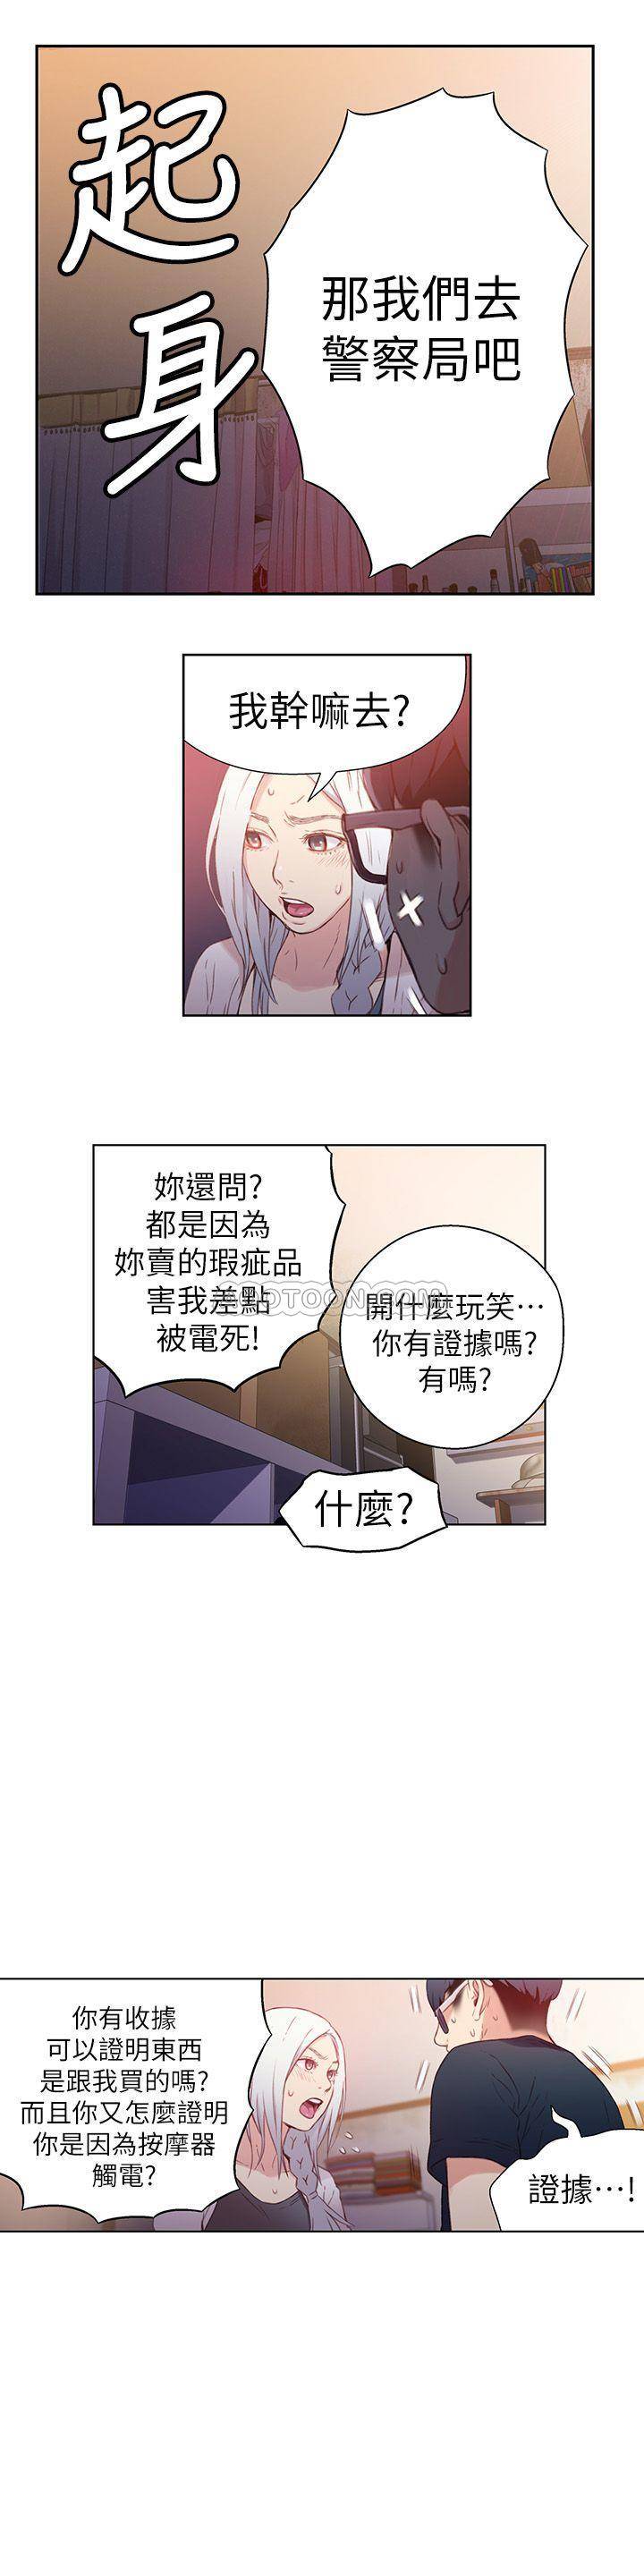 起身
那我們去
警察局吧
我幹嘛去?
妳還問?
都是因為
妳賣的瑕疵品
害我差點
被電死!
開什麼玩笑…
你有證據嗎?
有嗎?
什麼?
你有收據
可以證明東西
是跟我買的嗎?
而且你又怎麼證明
你是因為按摩器
觸電?
證據…!